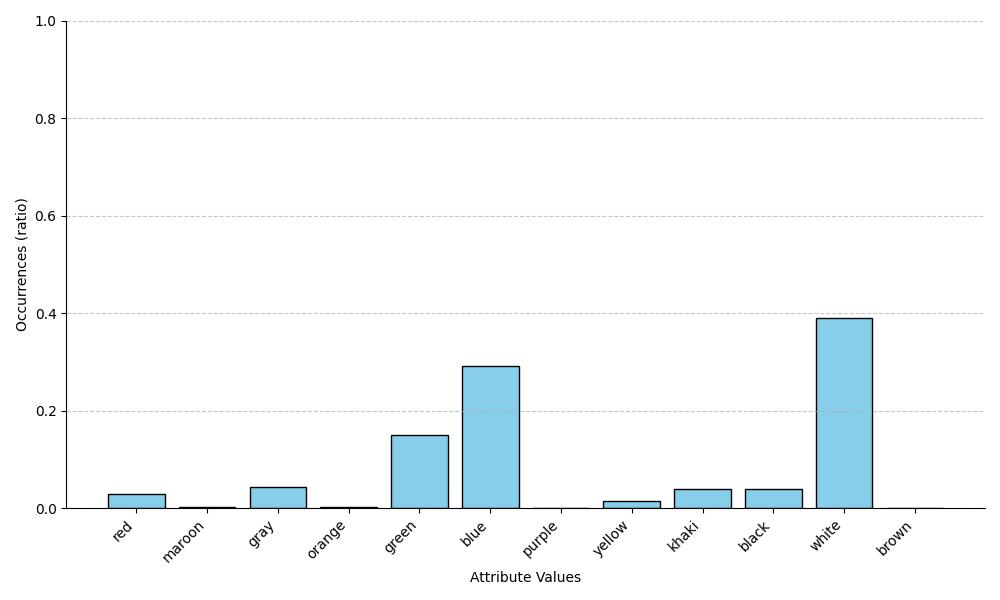 1.0
0.8
0.6
0.4
0.2
0.0
Occurrences (ratio)
red
maroon
gray
orange
green
blue
purple
yellow
khaki
black
white
brown
Attribute Values